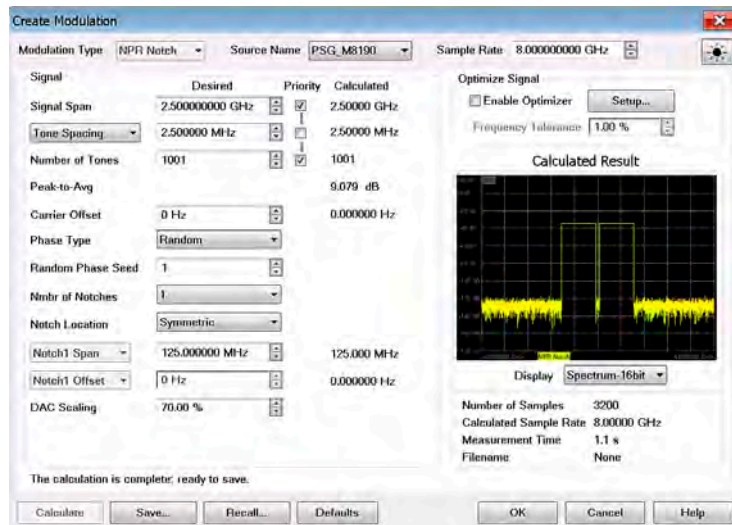 Create Modulation
Modulation Type NPR Notch Source Name PSG_M8190 Sample Rate 8.000000000 GHz
Signal
Desired Priority Calculated
Signal Span 2.500000000 GHz 2.50000 GHz
Tone Spacing 2.500000 MHz 2.50000 MHz
Number of Tones 1001 1001
Peak-to-Avg 9.079 dB
Carrier Offset 0 Hz 0.000000 Hz
Phase Type Random
Random Phase Seed 1
Nmbr of Notches 1
Notch Location Symmetric
Notch1 Span 125.000000 MHz 125.000 MHz
Notch1 Offset 0 Hz 0.000000 Hz
DAC Scaling 70.00 %
The calculation is complete; ready to save.
Optimize Signal
Enable Optimizer Setup...
Frequency Tolerance 1.00 %
Calculated Result
NPR Notch
Display Spectrum-16bit
Number of Samples 3200
Calculated Sample Rate 8.00000 GHz
Measurement Time 1.1 s
Filename None
Calculate Save... Recall... Defaults OK Cancel Help